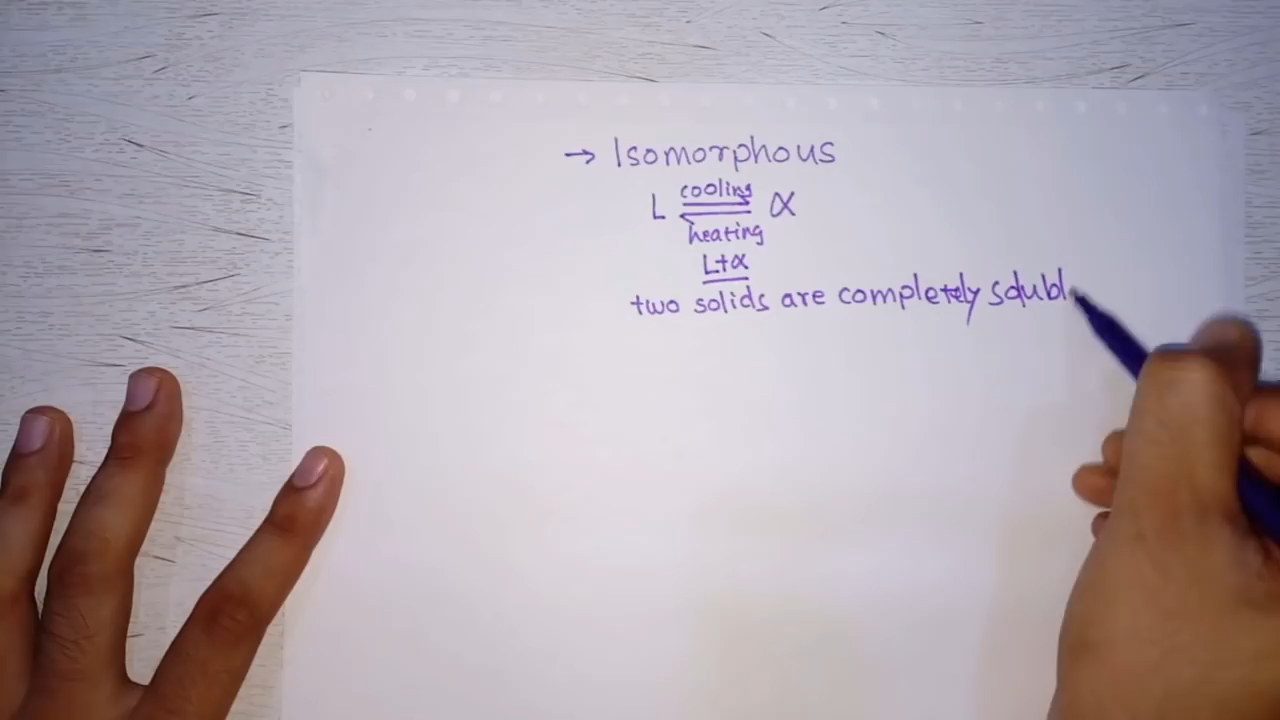 → Isomorphous
cooling
L ⇌ α
heating
L+α
two solids are completely solubl